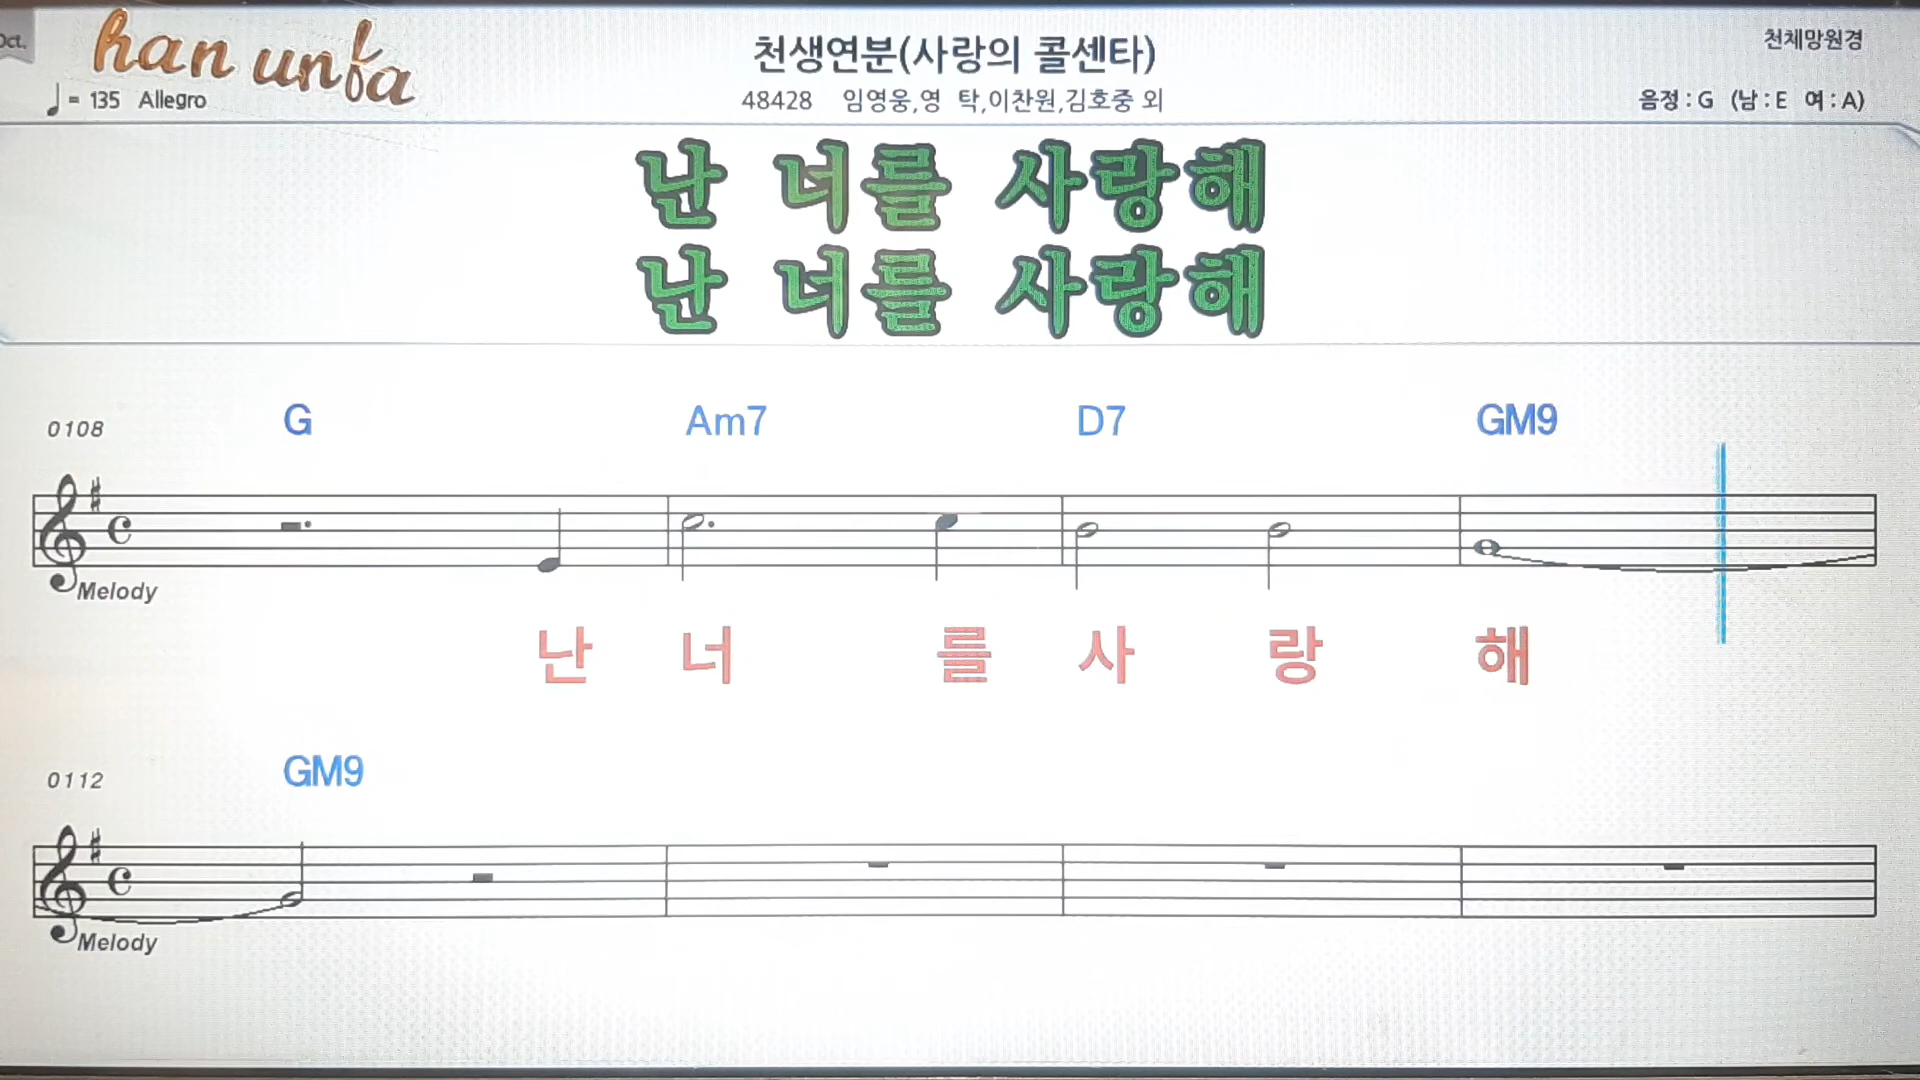 Oct.
han unfa
천생연분(사랑의 콜센타)
천체망원경
♩ = 135 Allegro
48428 임영웅,영 탁,이찬원,김호중 외
음정 : G (남 : E 여 : A)
난 너를 사랑해
난 너를 사랑해
0108 G Am7 D7 GM9
Melody
난 너 를 사 랑 해
0112 GM9
Melody